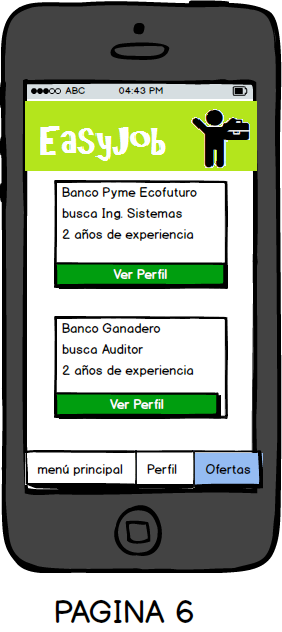 ABC 04:43 PM
EasyJob
Banco Pyme Ecofuturo
busca Ing. Sistemas
2 años de experiencia
Ver Perfil
Banco Ganadero
busca Auditor
2 años de experiencia
Ver Perfil
menú principal Perfil Ofertas
PAGINA 6